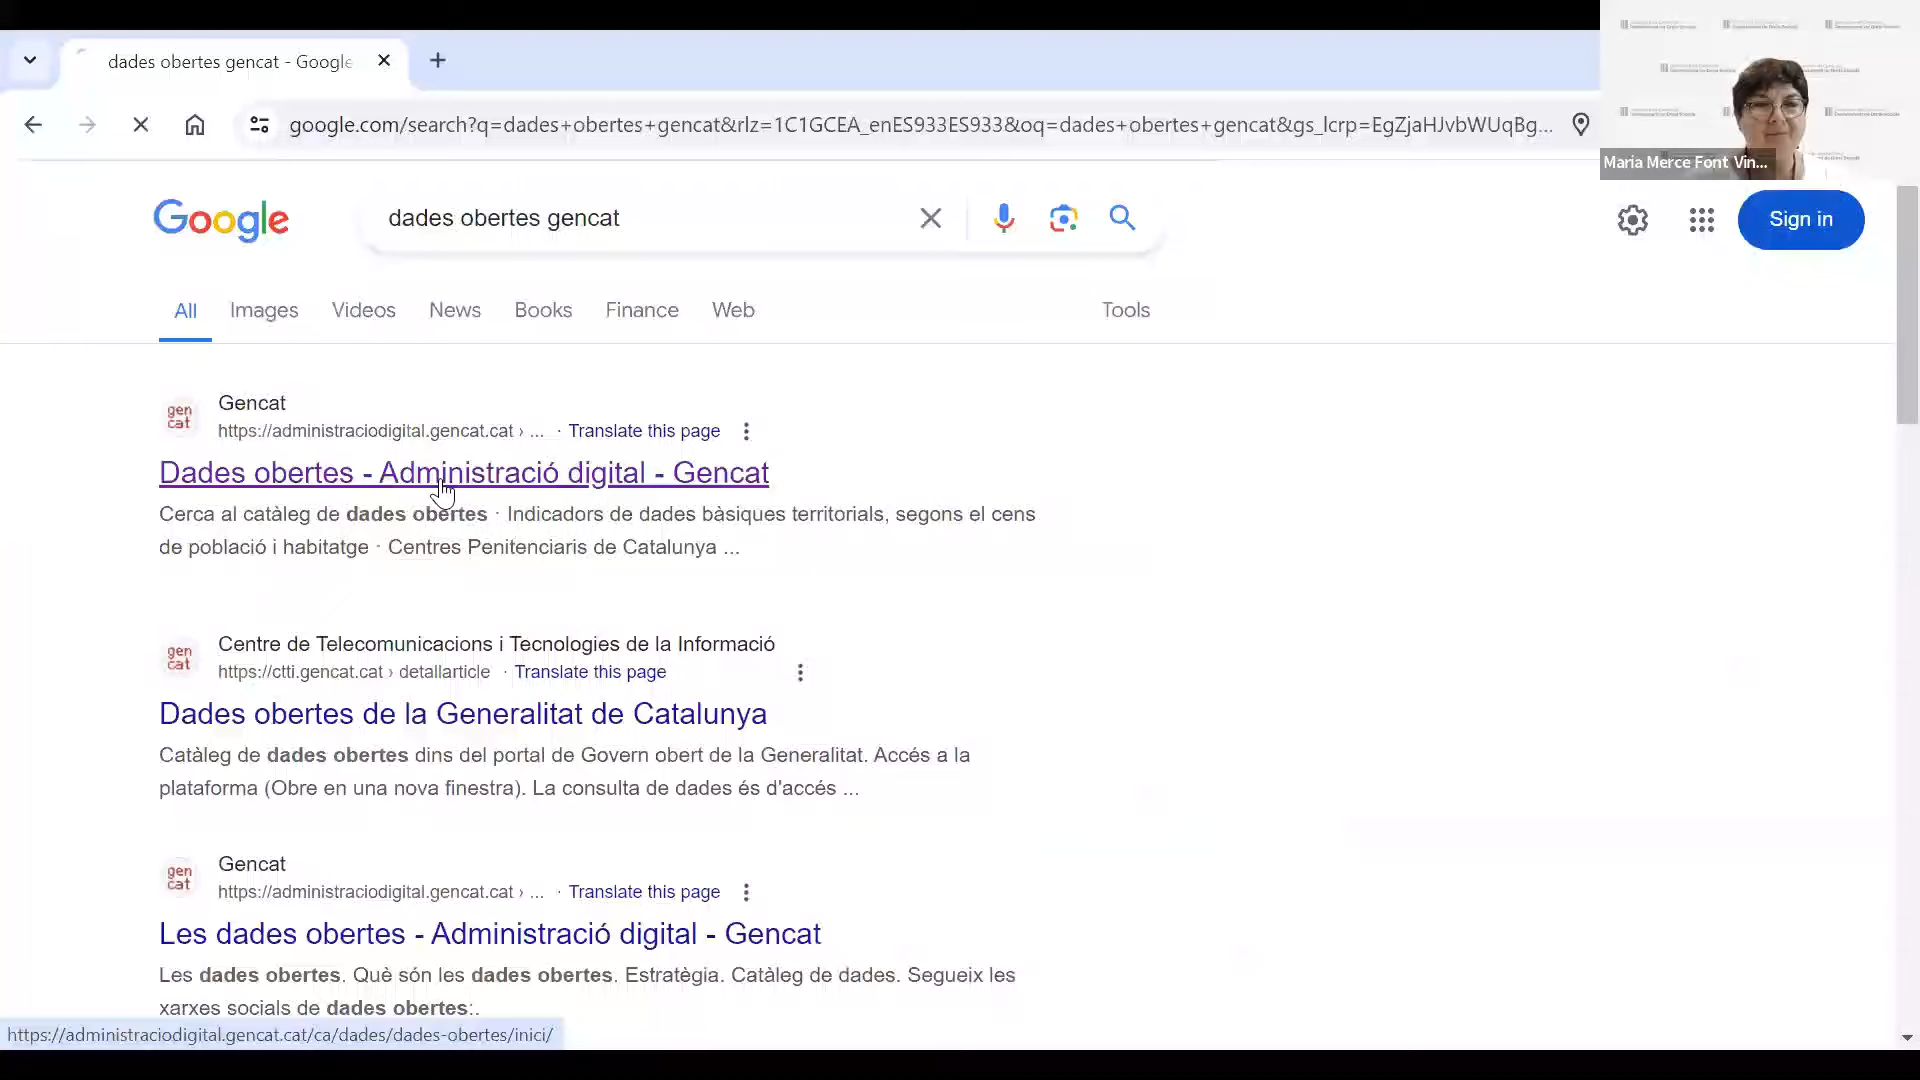 dades obertes gencat - Google
google.com/search?q=dades+obertes+gencat&rlz=1C1GCEA_enES933ES933&oq=dades+obertes+gencat&gs_lcrp=EgZjaHJvbWUqBg...
Maria Merce Font Vin...
Google
dades obertes gencat
Sign in
All Images Videos News Books Finance Web Tools
gen cat
Gencat
https://administraciodigital.gencat.cat › ... · Translate this page
Dades obertes - Administració digital - Gencat
Cerca al catàleg de dades obertes · Indicadors de dades bàsiques territorials, segons el cens
de població i habitatge · Centres Penitenciaris de Catalunya ...
gen cat
Centre de Telecomunicacions i Tecnologies de la Informació
https://ctti.gencat.cat › detallarticle · Translate this page
Dades obertes de la Generalitat de Catalunya
Catàleg de dades obertes dins del portal de Govern obert de la Generalitat. Accés a la
plataforma (Obre en una nova finestra). La consulta de dades és d'accés ...
gen cat
Gencat
https://administraciodigital.gencat.cat › ... · Translate this page
Les dades obertes - Administració digital - Gencat
Les dades obertes. Què són les dades obertes. Estratègia. Catàleg de dades. Segueix les
xarxes socials de dades obertes:.
https://administraciodigital.gencat.cat/ca/dades/dades-obertes/inici/